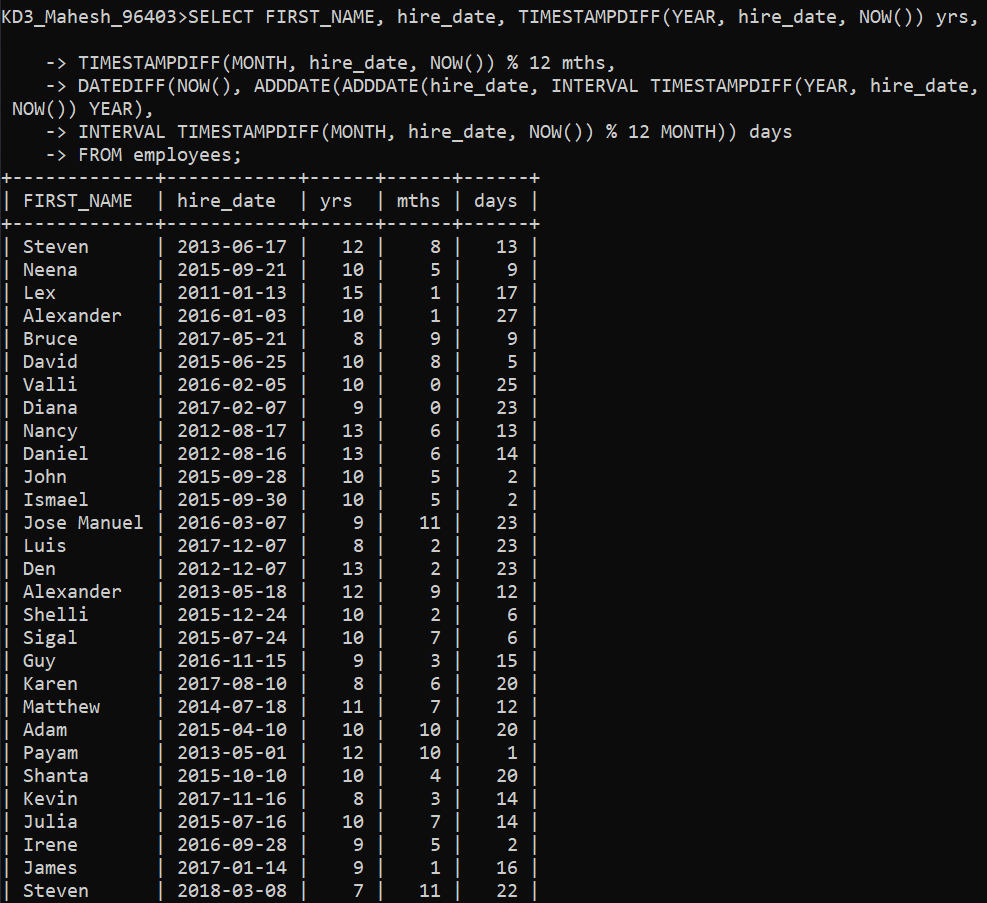 KD3_Mahesh_96403>SELECT FIRST_NAME, hire_date, TIMESTAMPDIFF(YEAR, hire_date, NOW()) yrs,
    -> TIMESTAMPDIFF(MONTH, hire_date, NOW()) % 12 mths,
    -> DATEDIFF(NOW(), ADDDATE(ADDDATE(hire_date, INTERVAL TIMESTAMPDIFF(YEAR, hire_date,
 NOW()) YEAR),
    -> INTERVAL TIMESTAMPDIFF(MONTH, hire_date, NOW()) % 12 MONTH)) days
    -> FROM employees;
+-------------+------------+------+------+------+
| FIRST_NAME  | hire_date  | yrs  | mths | days |
+-------------+------------+------+------+------+
| Steven      | 2013-06-17 |   12 |    8 |   13 |
| Neena       | 2015-09-21 |   10 |    5 |    9 |
| Lex         | 2011-01-13 |   15 |    1 |   17 |
| Alexander   | 2016-01-03 |   10 |    1 |   27 |
| Bruce       | 2017-05-21 |    8 |    9 |    9 |
| David       | 2015-06-25 |   10 |    8 |    5 |
| Valli       | 2016-02-05 |   10 |    0 |   25 |
| Diana       | 2017-02-07 |    9 |    0 |   23 |
| Nancy       | 2012-08-17 |   13 |    6 |   13 |
| Daniel      | 2012-08-16 |   13 |    6 |   14 |
| John        | 2015-09-28 |   10 |    5 |    2 |
| Ismael      | 2015-09-30 |   10 |    5 |    2 |
| Jose Manuel | 2016-03-07 |    9 |   11 |   23 |
| Luis        | 2017-12-07 |    8 |    2 |   23 |
| Den         | 2012-12-07 |   13 |    2 |   23 |
| Alexander   | 2013-05-18 |   12 |    9 |   12 |
| Shelli      | 2015-12-24 |   10 |    2 |    6 |
| Sigal       | 2015-07-24 |   10 |    7 |    6 |
| Guy         | 2016-11-15 |    9 |    3 |   15 |
| Karen       | 2017-08-10 |    8 |    6 |   20 |
| Matthew     | 2014-07-18 |   11 |    7 |   12 |
| Adam        | 2015-04-10 |   10 |   10 |   20 |
| Payam       | 2013-05-01 |   12 |   10 |    1 |
| Shanta      | 2015-10-10 |   10 |    4 |   20 |
| Kevin       | 2017-11-16 |    8 |    3 |   14 |
| Julia       | 2015-07-16 |   10 |    7 |   14 |
| Irene       | 2016-09-28 |    9 |    5 |    2 |
| James       | 2017-01-14 |    9 |    1 |   16 |
| Steven      | 2018-03-08 |    7 |   11 |   22 |